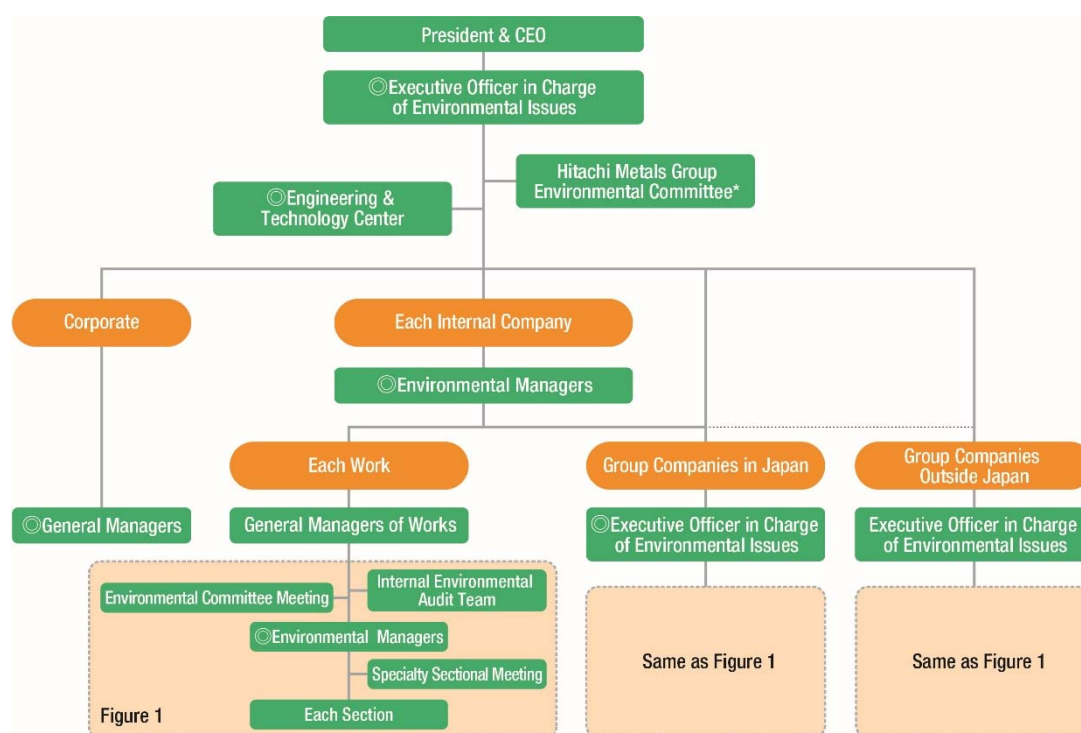 President & CEO
◎Executive Officer in Charge
of Environmental Issues
Hitachi Metals Group
Environmental Committee*
◎Engineering &
Technology Center
Corporate
Each Internal Company
◎Environmental Managers
Each Work
Group Companies in Japan
Group Companies
Outside Japan
◎General Managers
General Managers of Works
◎Executive Officer in Charge
of Environmental Issues
Executive Officer in Charge
of Environmental Issues
Environmental Committee Meeting
Internal Environmental
Audit Team
◎Environmental Managers
Specialty Sectional Meeting
Each Section
Figure 1
Same as Figure 1
Same as Figure 1